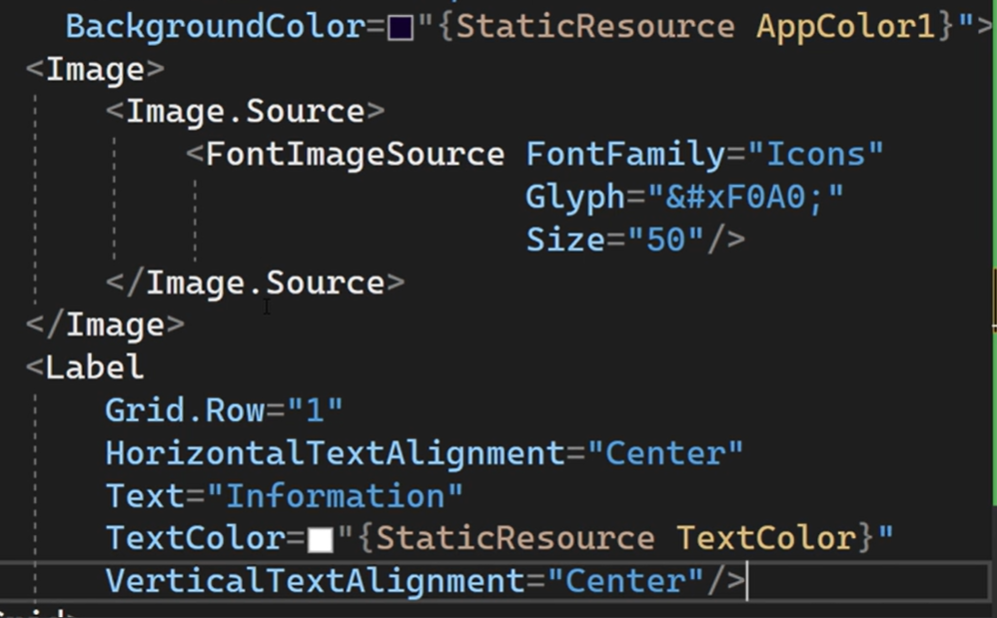 BackgroundColor="{StaticResource AppColor1}">
<Image>
<Image.Source>
<FontImageSource FontFamily="Icons"
Glyph="&#xF0A0;"
Size="50"/>
</Image.Source>
</Image>
<Label
Grid.Row="1"
HorizontalTextAlignment="Center"
Text="Information"
TextColor="{StaticResource TextColor}"
VerticalTextAlignment="Center"/>